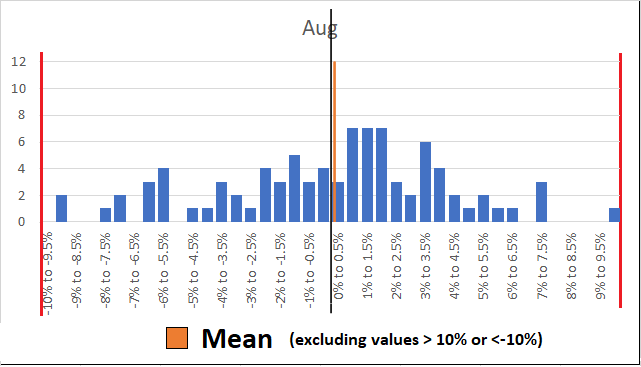 Aug
12
10
8
6
4
2
0
-10% to -9.5%
-9% to -8.5%
-8% to -7.5%
-7% to -6.5%
-6% to -5.5%
-5% to -4.5%
-4% to -3.5%
-3% to -2.5%
-2% to -1.5%
-1% to -0.5%
0% to 0.5%
1% to 1.5%
2% to 2.5%
3% to 3.5%
4% to 4.5%
5% to 5.5%
6% to 6.5%
7% to 7.5%
8% to 8.5%
9% to 9.5%
Mean (excluding values > 10% or <-10%)